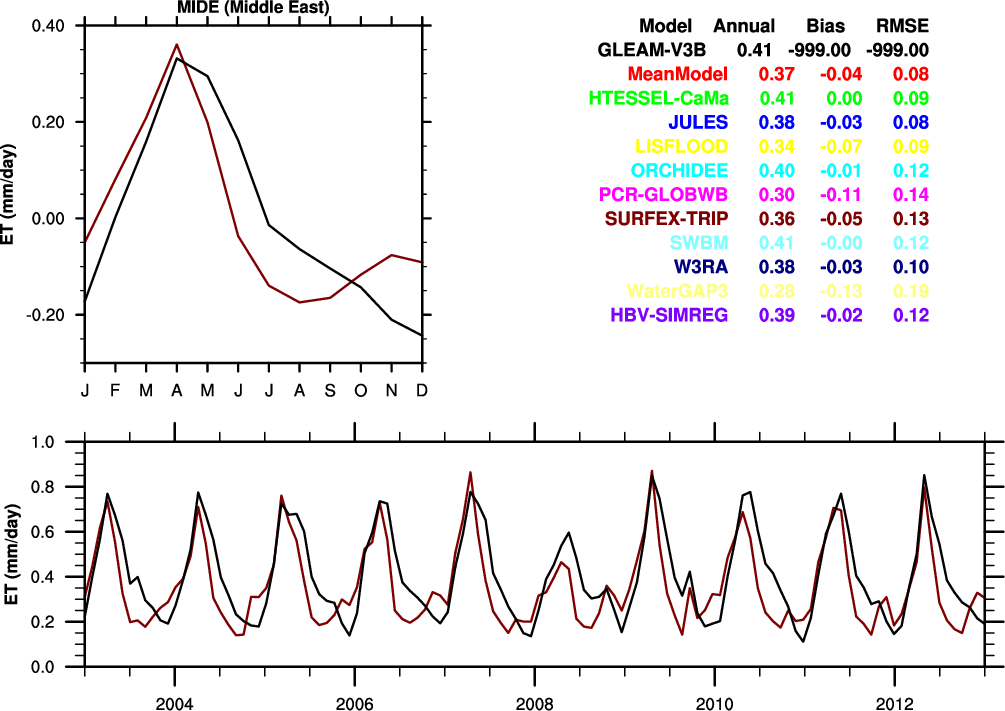 MIDE (Middle East)
0.40
0.20
0.00
-0.20
ET (mm/day)
J F M A M J J A S O N D
Model Annual Bias RMSE
GLEAM-V3B 0.41 -999.00 -999.00
MeanModel 0.37 -0.04 0.08
HTESSEL-CaMa 0.41 0.00 0.09
JULES 0.38 -0.03 0.08
LISFLOOD 0.34 -0.07 0.09
ORCHIDEE 0.40 -0.01 0.12
PCR-GLOBWB 0.30 -0.11 0.14
SURFEX-TRIP 0.36 -0.05 0.13
SWBM 0.41 -0.00 0.12
W3RA 0.38 -0.03 0.10
WaterGAP3 0.28 -0.13 0.19
HBV-SIMREG 0.39 -0.02 0.12
1.0
0.8
0.6
0.4
0.2
0.0
ET (mm/day)
2004 2006 2008 2010 2012